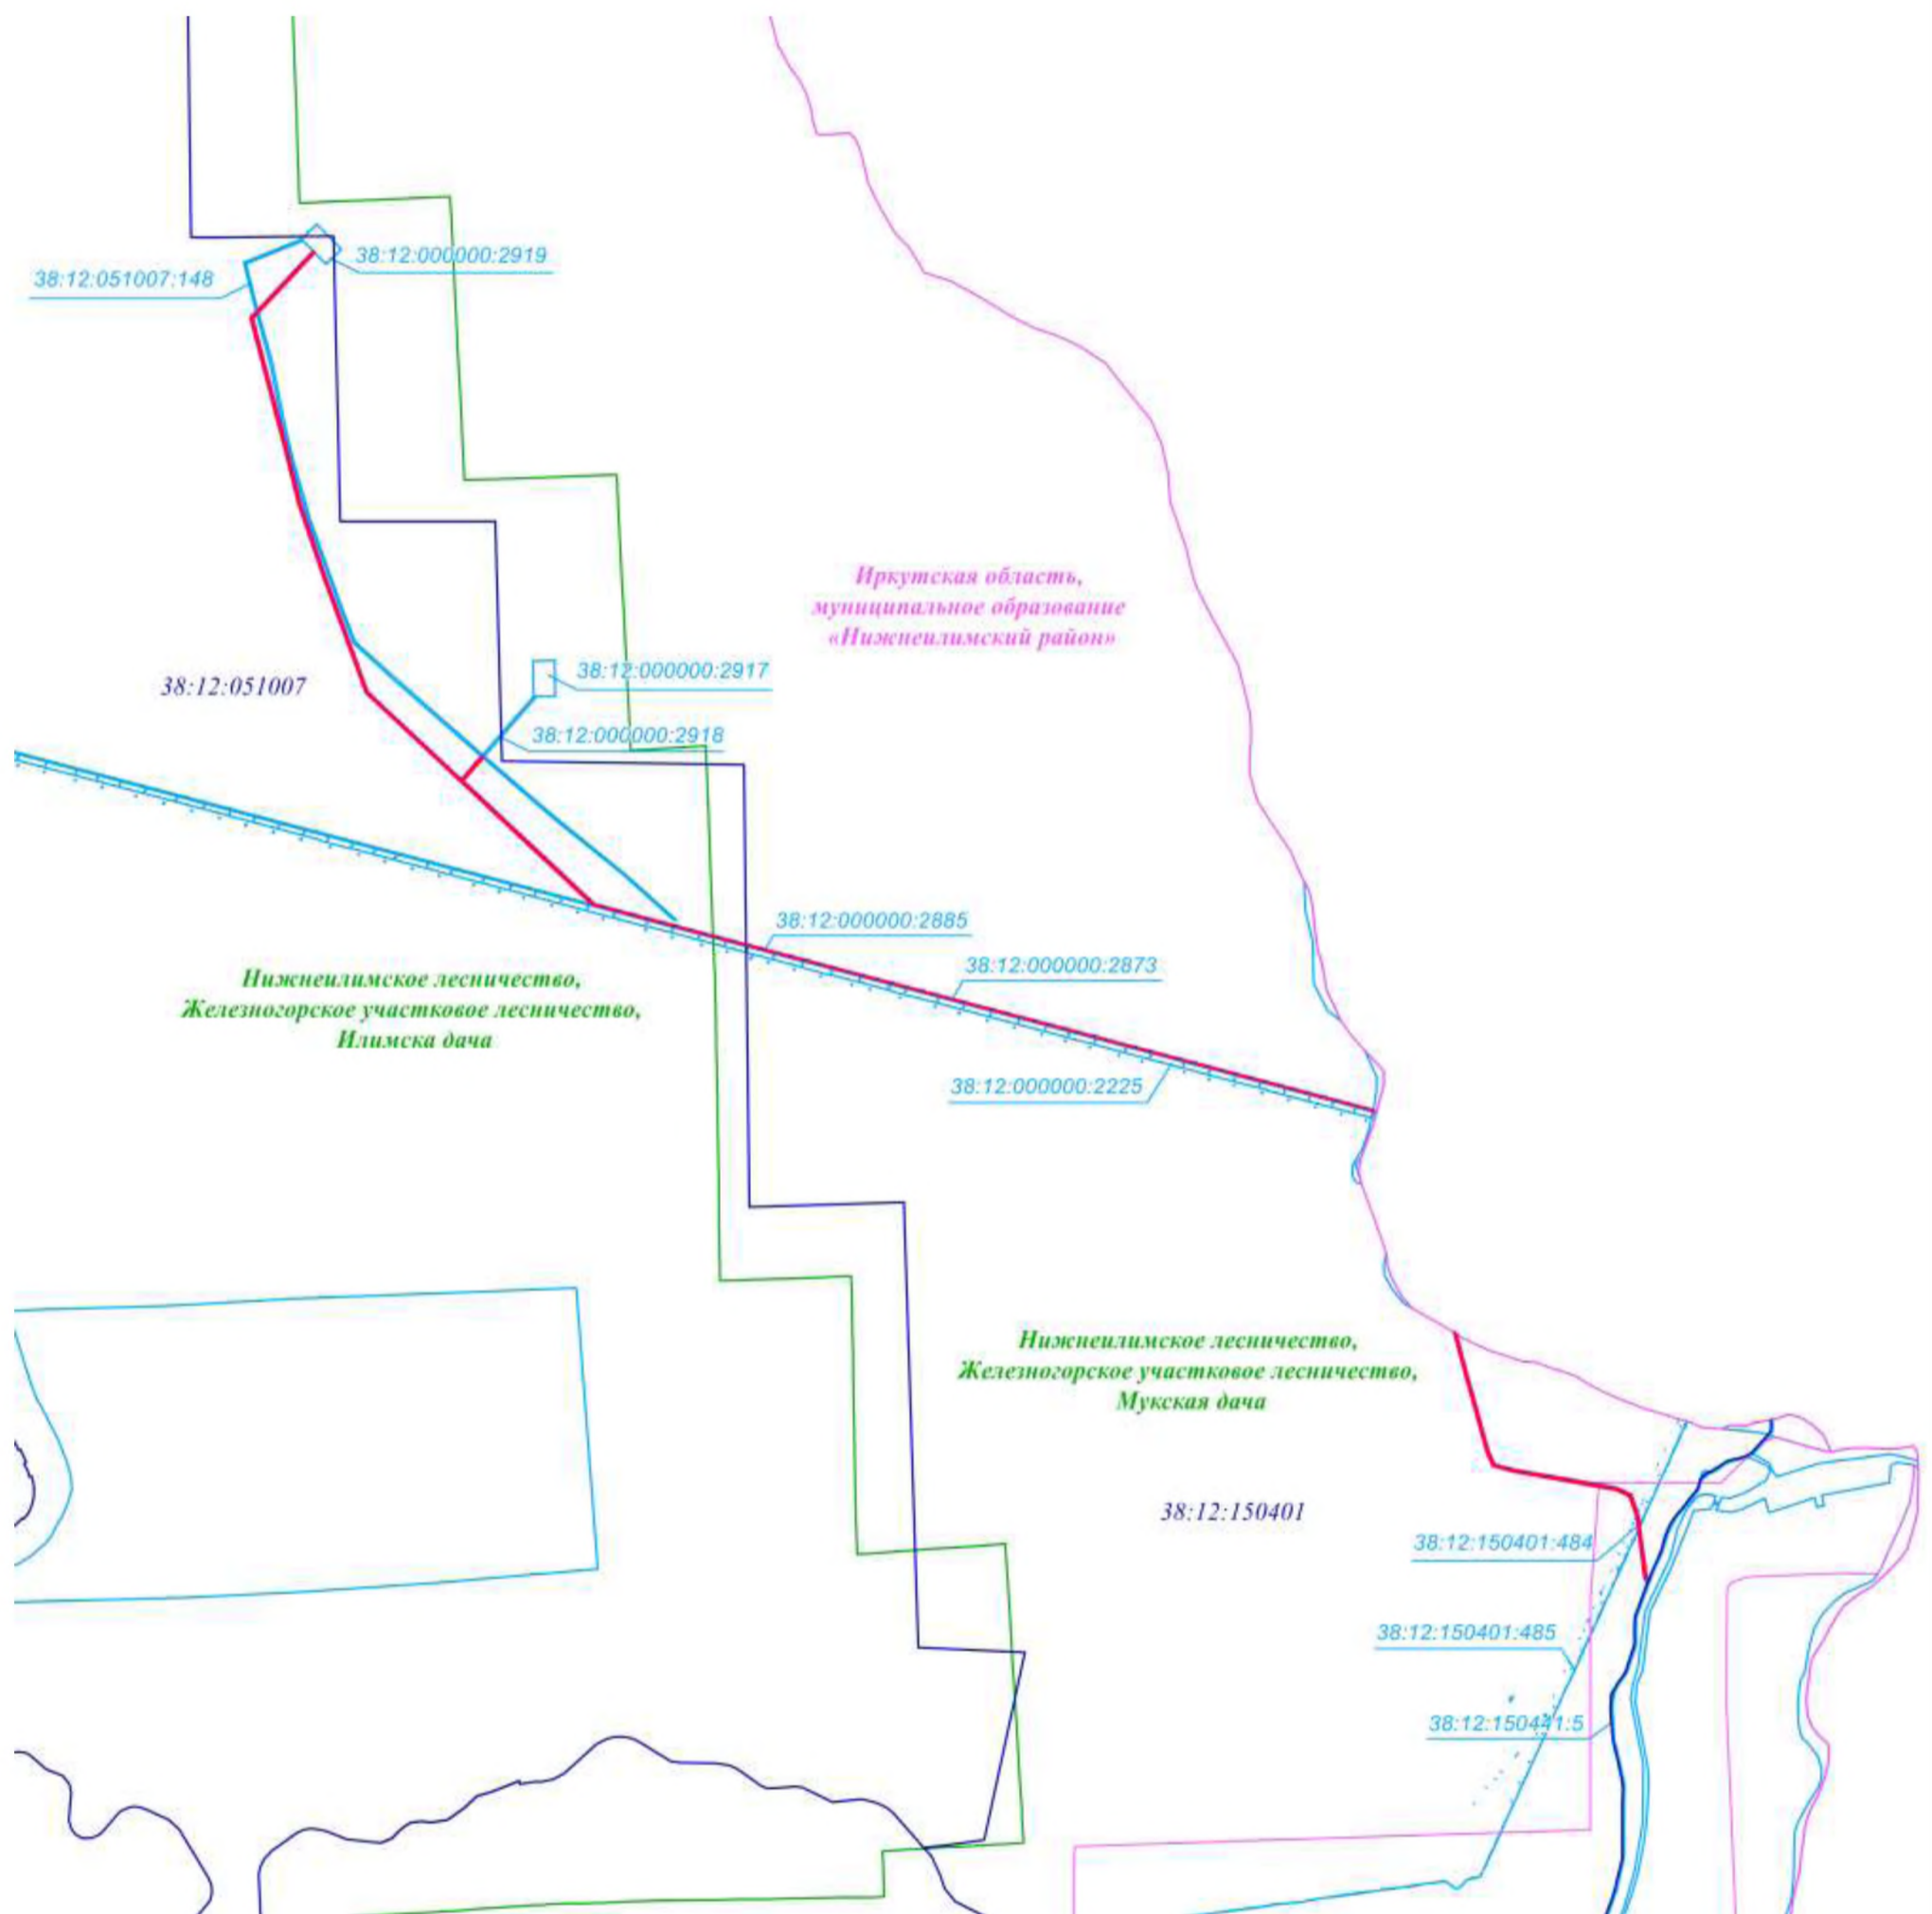 38:12:000000:2919
38:12:051007:148
Иркутская область,
муниципальное образование
«Нижнеилимский район»
38:12:000000:2917
38:12:051007
38:12:000000:2918
38:12:000000:2885
38:12:000000:2873
Нижнеилимское лесничество,
Железногорское участковое лесничество,
Илимска дача
38:12:000000:2225
Нижнеилимское лесничество,
Железногорское участковое лесничество,
Мукская дача
38:12:150401
38:12:150401:484
38:12:150401:485
38:12:150441:5